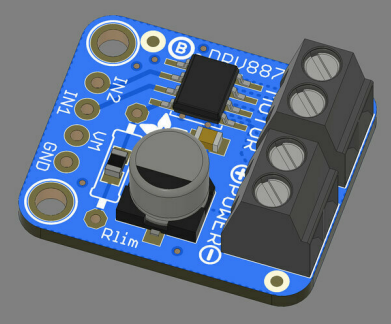 B
DRV887
MOTOR
IN2
IN1
VM
GND
+
POWER
-
Rlim